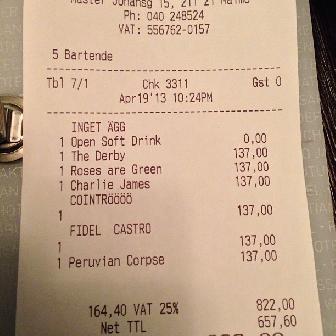 Master Johansg 15, 211 21 Malmö
Ph: 040 248524
VAT: 556762-0157
5 Bartende
Tbl 7/1 Chk 3311 Gst 0
Apr19'13 10:24PM
INGET ÄGG
1 Open Soft Drink 0,00
1 The Derby 137,00
1 Roses are Green 137,00
1 Charlie James 137,00
COINTRÖÖÖÖ
1 137,00
FIDEL CASTRO
1 137,00
1 Peruvian Corpse 137,00
164,40 VAT 25% 822,00
Net TTL 657,60